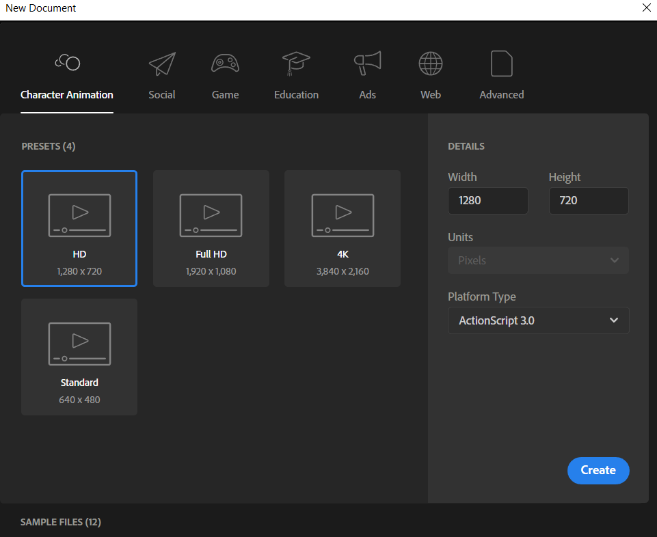 New Document
Character Animation
Social
Game
Education
Ads
Web
Advanced
PRESETS (4)
HD
1,280 x 720
Full HD
1,920 x 1,080
4K
3,840 x 2,160
Standard
640 x 480
DETAILS
Width
Height
1280
720
Units
Pixels
Platform Type
ActionScript 3.0
Create
SAMPLE FILES (12)